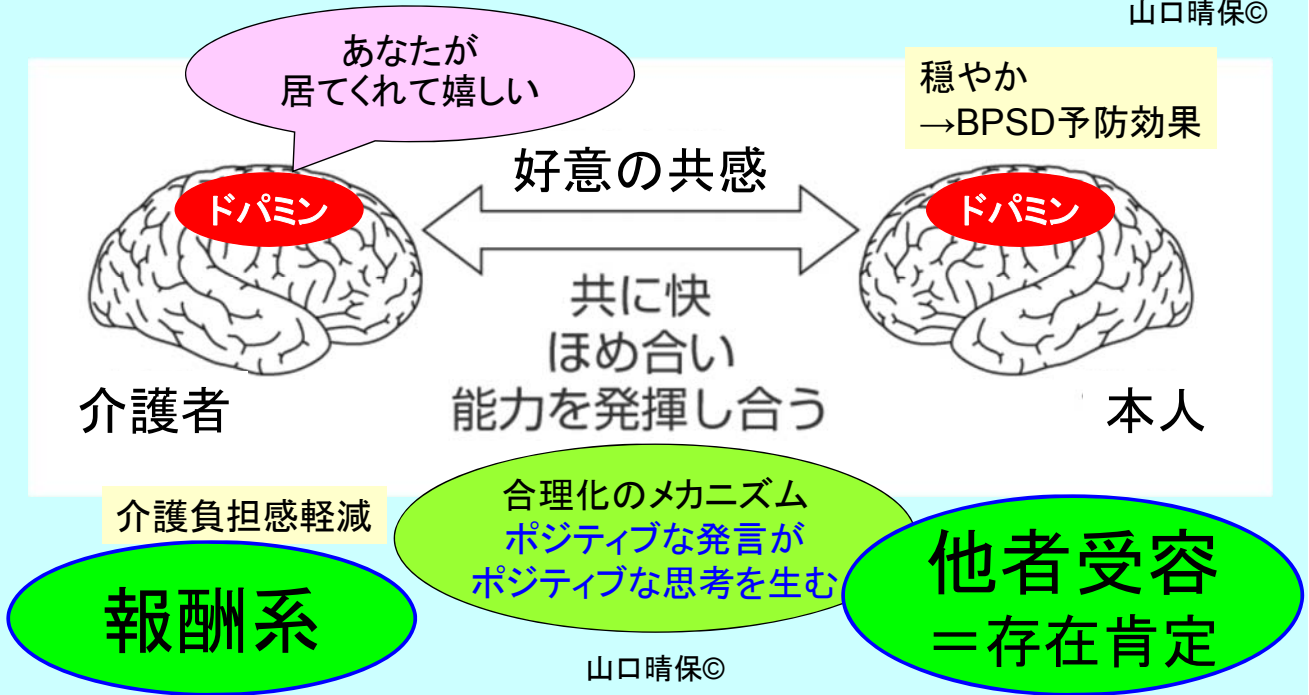 山口晴保©
あなたが
居てくれて嬉しい
穏やか
→BPSD予防効果
好意の共感
ドパミン
ドパミン
共に快
ほめ合い
能力を発揮し合う
介護者
本人
介護負担感軽減
合理化のメカニズム
ポジティブな発言が
ポジティブな思考を生む
報酬系
他者受容
＝存在肯定
山口晴保©